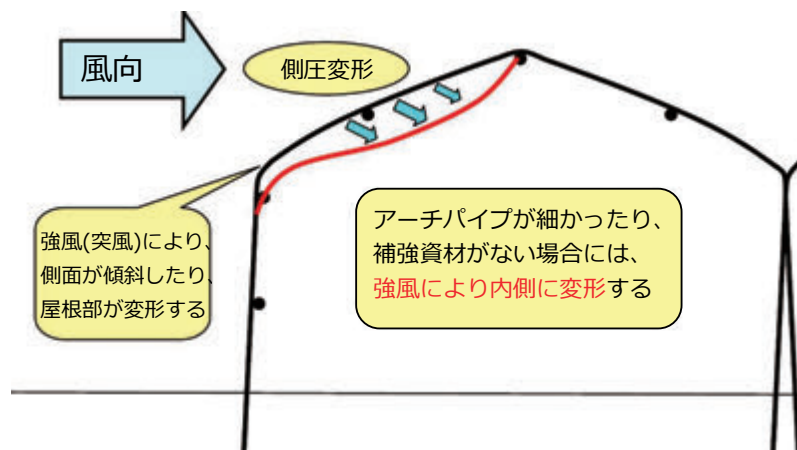 風向
側圧変形
強風(突風)により、
側面が傾斜したり、
屋根部が変形する
アーチパイプが細かったり、
補強資材がない場合には、
強風により内側に変形する